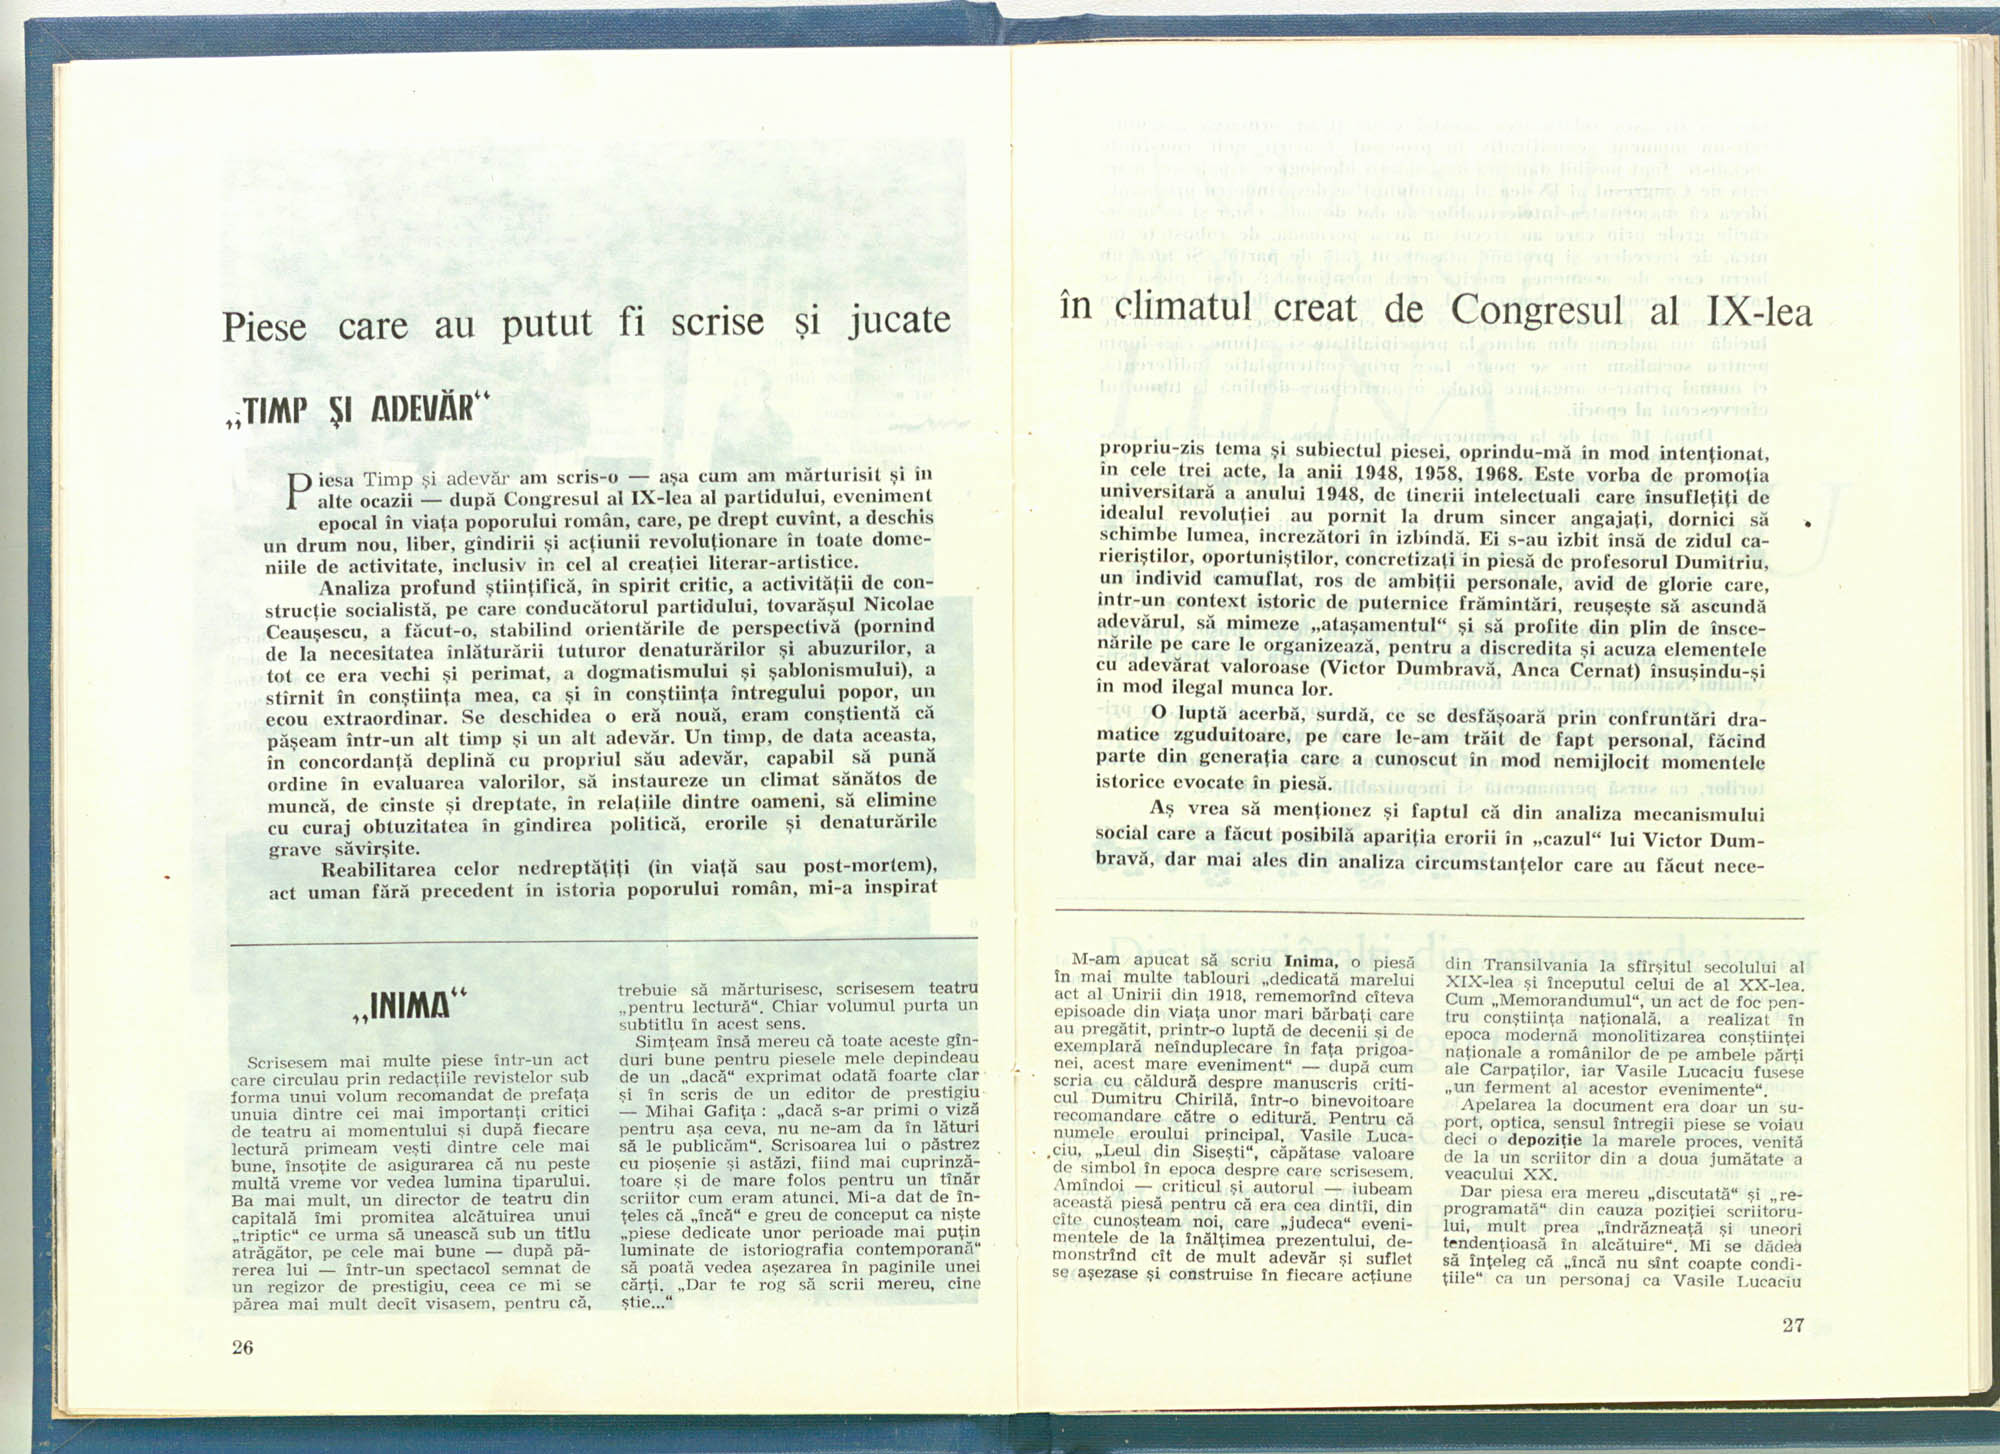 Piese care au putut fi scrise și jucate
„TIMP ȘI ADEVĂR“
Piesa Timp și adevăr am scris-o — așa cum am mărturisit și în
alte ocazii — după Congresul al IX-lea al partidului, eveniment
epocal în viața poporului român, care, pe drept cuvînt, a deschis
un drum nou, liber, gîndirii și acțiunii revoluționare în toate dome-
niile de activitate, inclusiv în cel al creației literar-artistice.
Analiza profund științifică, în spirit critic, a activității de con-
strucție socialistă, pe care conducătorul partidului, tovarășul Nicolae
Ceaușescu, a făcut-o, stabilind orientările de perspectivă (pornind
de la necesitatea înlăturării tuturor denaturărilor și abuzurilor, a
tot ce era vechi și perimat, a dogmatismului și șablonismului), a
stîrnit în conștiința mea, ca și în conștiința întregului popor, un
ecou extraordinar. Se deschidea o eră nouă, eram conștientă că
pășeam într-un alt timp și un alt adevăr. Un timp, de data aceasta,
în concordanță deplină cu propriul său adevăr, capabil să pună
ordine în evaluarea valorilor, să instaureze un climat sănătos de
muncă, de cinste și dreptate, în relațiile dintre oameni, să elimine
cu curaj obtuzitatea în gîndirea politică, erorile și denaturările
grave săvîrșite.
Reabilitarea celor nedreptățiți (în viață sau post-mortem),
act uman fără precedent in istoria poporului român, mi-a inspirat
„INIMA“
Scrisesem mai multe piese într-un act
care circulau prin redacțiile revistelor sub
forma unui volum recomandat de prefața
unuia dintre cei mai importanți critici
de teatru ai momentului și după fiecare
lectură primeam vești dintre cele mai
bune, însoțite de asigurarea că nu peste
multă vreme vor vedea lumina tiparului.
Ba mai mult, un director de teatru din
capitală îmi promitea alcătuirea unui
„triptic“ ce urma să unească sub un titlu
atrăgător, pe cele mai bune — după pă-
rerea lui — într-un spectacol semnat de
un regizor de prestigiu, ceea ce mi se
părea mai mult decît visasem, pentru că,
trebuie să mărturisesc, scrisesem teatru
„pentru lectură“. Chiar volumul purta un
subtitlu în acest sens.
Simțeam însă mereu că toate aceste gîn-
duri bune pentru piesele mele depindeau
de un „dacă“ exprimat odată foarte clar
și în scris de un editor de prestigiu
— Mihai Gafița : „dacă s-ar primi o viză
pentru așa ceva, nu ne-am da în lături
să le publicăm“. Scrisoarea lui o păstrez
cu pioșenie și astăzi, fiind mai cuprinză-
toare și de mare folos pentru un tînăr
scriitor cum eram atunci. Mi-a dat de în-
țeles că „încă“ e greu de conceput ca niște
„piese dedicate unor perioade mai puțin
luminate de istoriografia contemporană“
să poată vedea așezarea în paginile unei
cărți. „Dar te rog să scrii mereu, cine
știe...“
26
în climatul creat de Congresul al IX-lea
propriu-zis tema și subiectul piesei, oprindu-mă in mod intenționat,
în cele trei acte, la anii 1948, 1958, 1968. Este vorba de promoția
universitară a anului 1948, de tinerii intelectuali care însuflețiți de
idealul revoluției au pornit la drum sincer angajați, dornici să
schimbe lumea, încrezători în izbîndă. Ei s-au izbit însă de zidul ca-
rieriștilor, oportuniștilor, concretizați in piesă de profesorul Dumitriu,
un individ camuflat, ros de ambiții personale, avid de glorie care,
într-un context istoric de puternice frămîntări, reușește să ascundă
adevărul, să mimeze „atașamentul“ și să profite din plin de însce-
nările pe care le organizează, pentru a discredita și acuza elementele
cu adevărat valoroase (Victor Dumbravă, Anca Cernat) însușindu-și
în mod ilegal munca lor.
O luptă acerbă, surdă, ce se desfășoară prin confruntări dra-
matice zguduitoare, pe care le-am trăit de fapt personal, făcînd
parte din generația care a cunoscut în mod nemijlocit momentele
istorice evocate în piesă.
Aș vrea să menționez și faptul că din analiza mecanismului
social care a făcut posibilă apariția erorii în „cazul“ lui Victor Dum-
bravă, dar mai ales din analiza circumstanțelor care au făcut nece-
M-am apucat să scriu Inima, o piesă
în mai multe tablouri „dedicată marelui
act al Unirii din 1918, rememorînd cîteva
episoade din viața unor mari bărbați care
au pregătit, printr-o luptă de decenii și de
exemplară neînduplecare în fața prigoa-
nei, acest mare eveniment“ — după cum
scria cu căldură despre manuscris criti-
cul Dumitru Chirilă, într-o binevoitoare
recomandare către o editură. Pentru că
numele eroului principal, Vasile Luca-
ciu, „Leul din Sisești“, căpătase valoare
de simbol în epoca despre care scrisesem.
Amîndoi — criticul și autorul — iubeam
această piesă pentru că era cea dintîi, din
cîte cunoșteam noi, care „judeca“ eveni-
mentele de la înălțimea prezentului, de-
monstrînd cît de mult adevăr și suflet
se așezase și construise în fiecare acțiune
din Transilvania la sfîrșitul secolului al
XIX-lea și începutul celui de al XX-lea.
Cum „Memorandumul“, un act de foc pen-
tru conștiința națională, a realizat în
epoca modernă monolitizarea conștiinței
naționale a românilor de pe ambele părți
ale Carpaților, iar Vasile Lucaciu fusese
„un ferment al acestor evenimente“.
Apelarea la document era doar un su-
port, optica, sensul întregii piese se voiau
deci o depoziție la marele proces, venită
de la un scriitor din a doua jumătate a
veacului XX.
Dar piesa era mereu „discutată“ și „re-
programată“ din cauza poziției scriitoru-
lui, mult prea „îndrăzneață și uneori
tendențioasă în alcătuire“. Mi se dădea
să înțeleg că „încă nu sînt coapte condi-
țiile“ ca un personaj ca Vasile Lucaciu
27